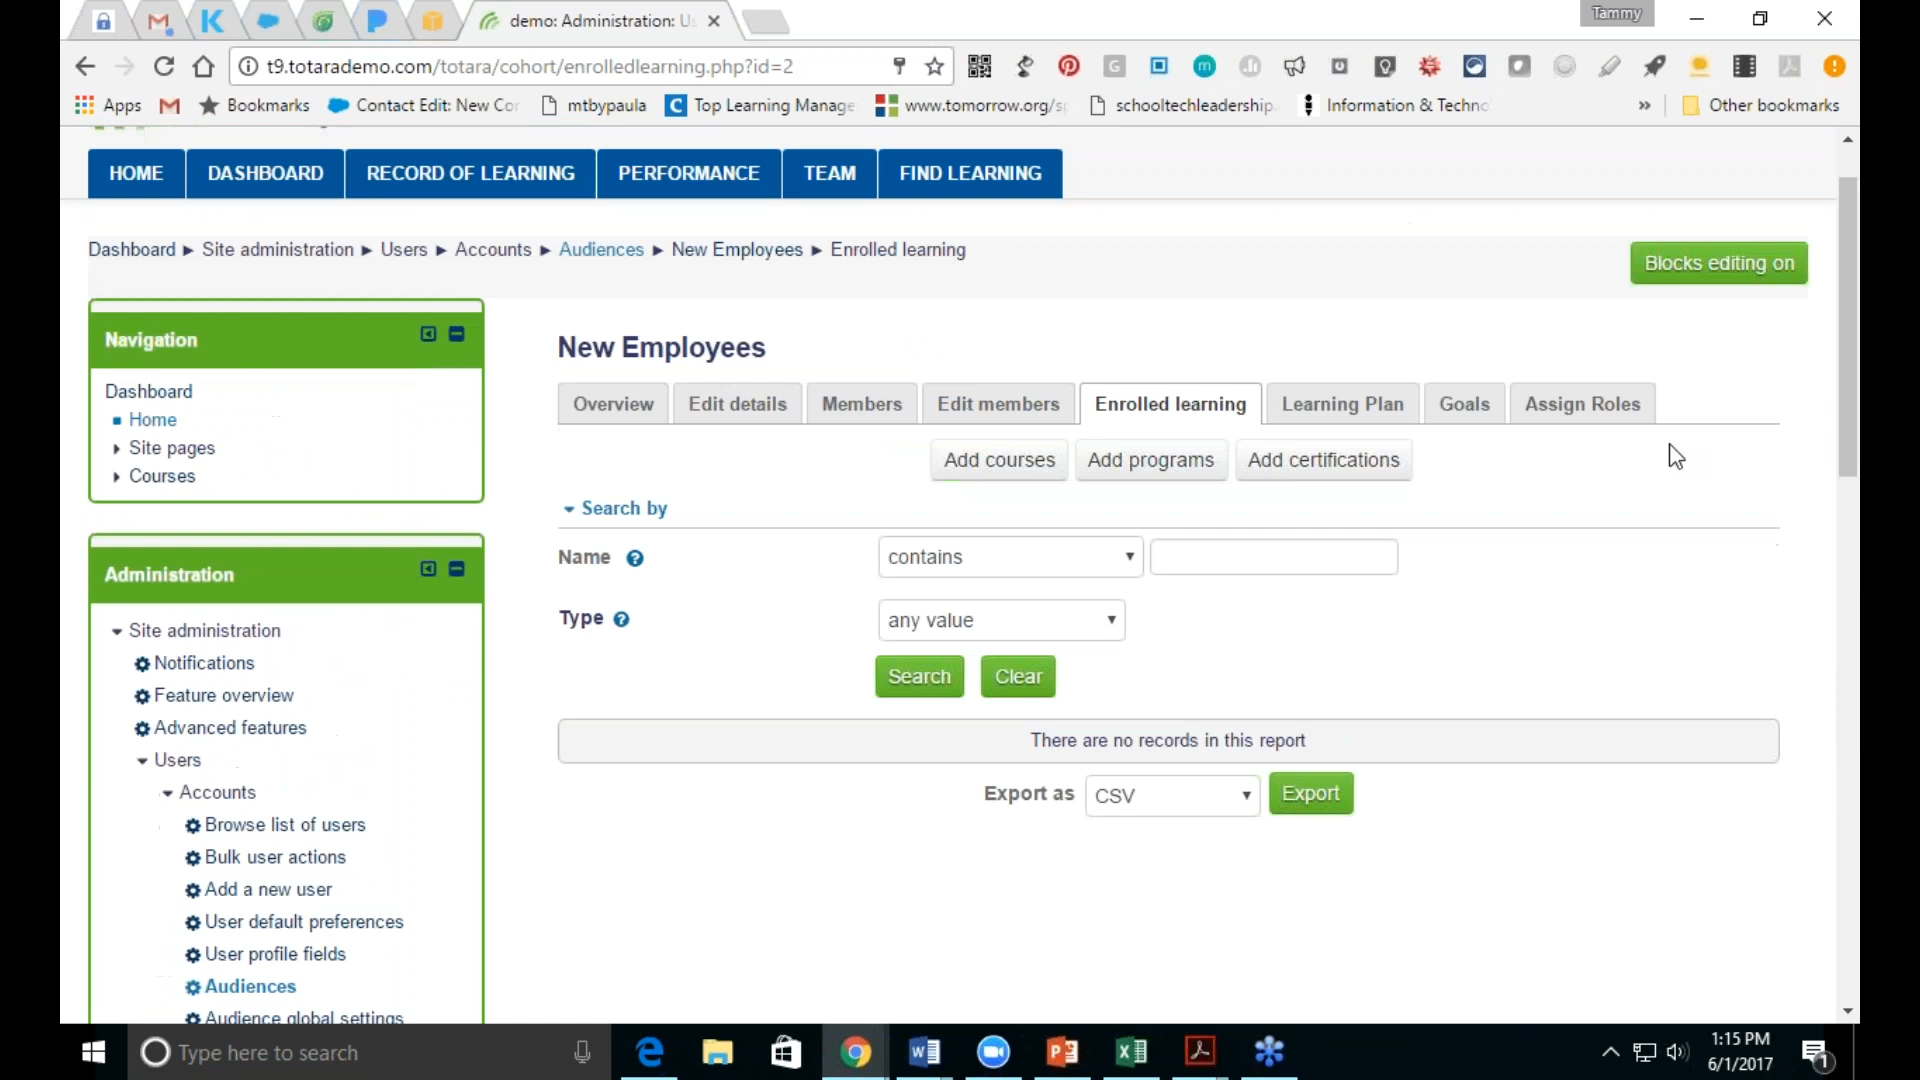 Tammy
demo: Administration: Us
t9.totarademo.com/totara/cohort/enrolledlearning.php?id=2
Apps
Bookmarks
Contact Edit: New Cor
mtbypaula
Top Learning Manage
www.tomorrow.org/sp
schooltechleadership
Information & Techno
»
Other bookmarks
HOME
DASHBOARD
RECORD OF LEARNING
PERFORMANCE
TEAM
FIND LEARNING
Dashboard ► Site administration ► Users ► Accounts ► Audiences ► New Employees ► Enrolled learning
Blocks editing on
Navigation
Dashboard
Home
Site pages
Courses
Administration
Site administration
Notifications
Feature overview
Advanced features
Users
Accounts
Browse list of users
Bulk user actions
Add a new user
User default preferences
User profile fields
Audiences
Audience global settings
New Employees
Overview
Edit details
Members
Edit members
Enrolled learning
Learning Plan
Goals
Assign Roles
Add courses
Add programs
Add certifications
Search by
Name
contains
Type
any value
Search
Clear
There are no records in this report
Export as
CSV
Export
Type here to search
1:15 PM
6/1/2017
1